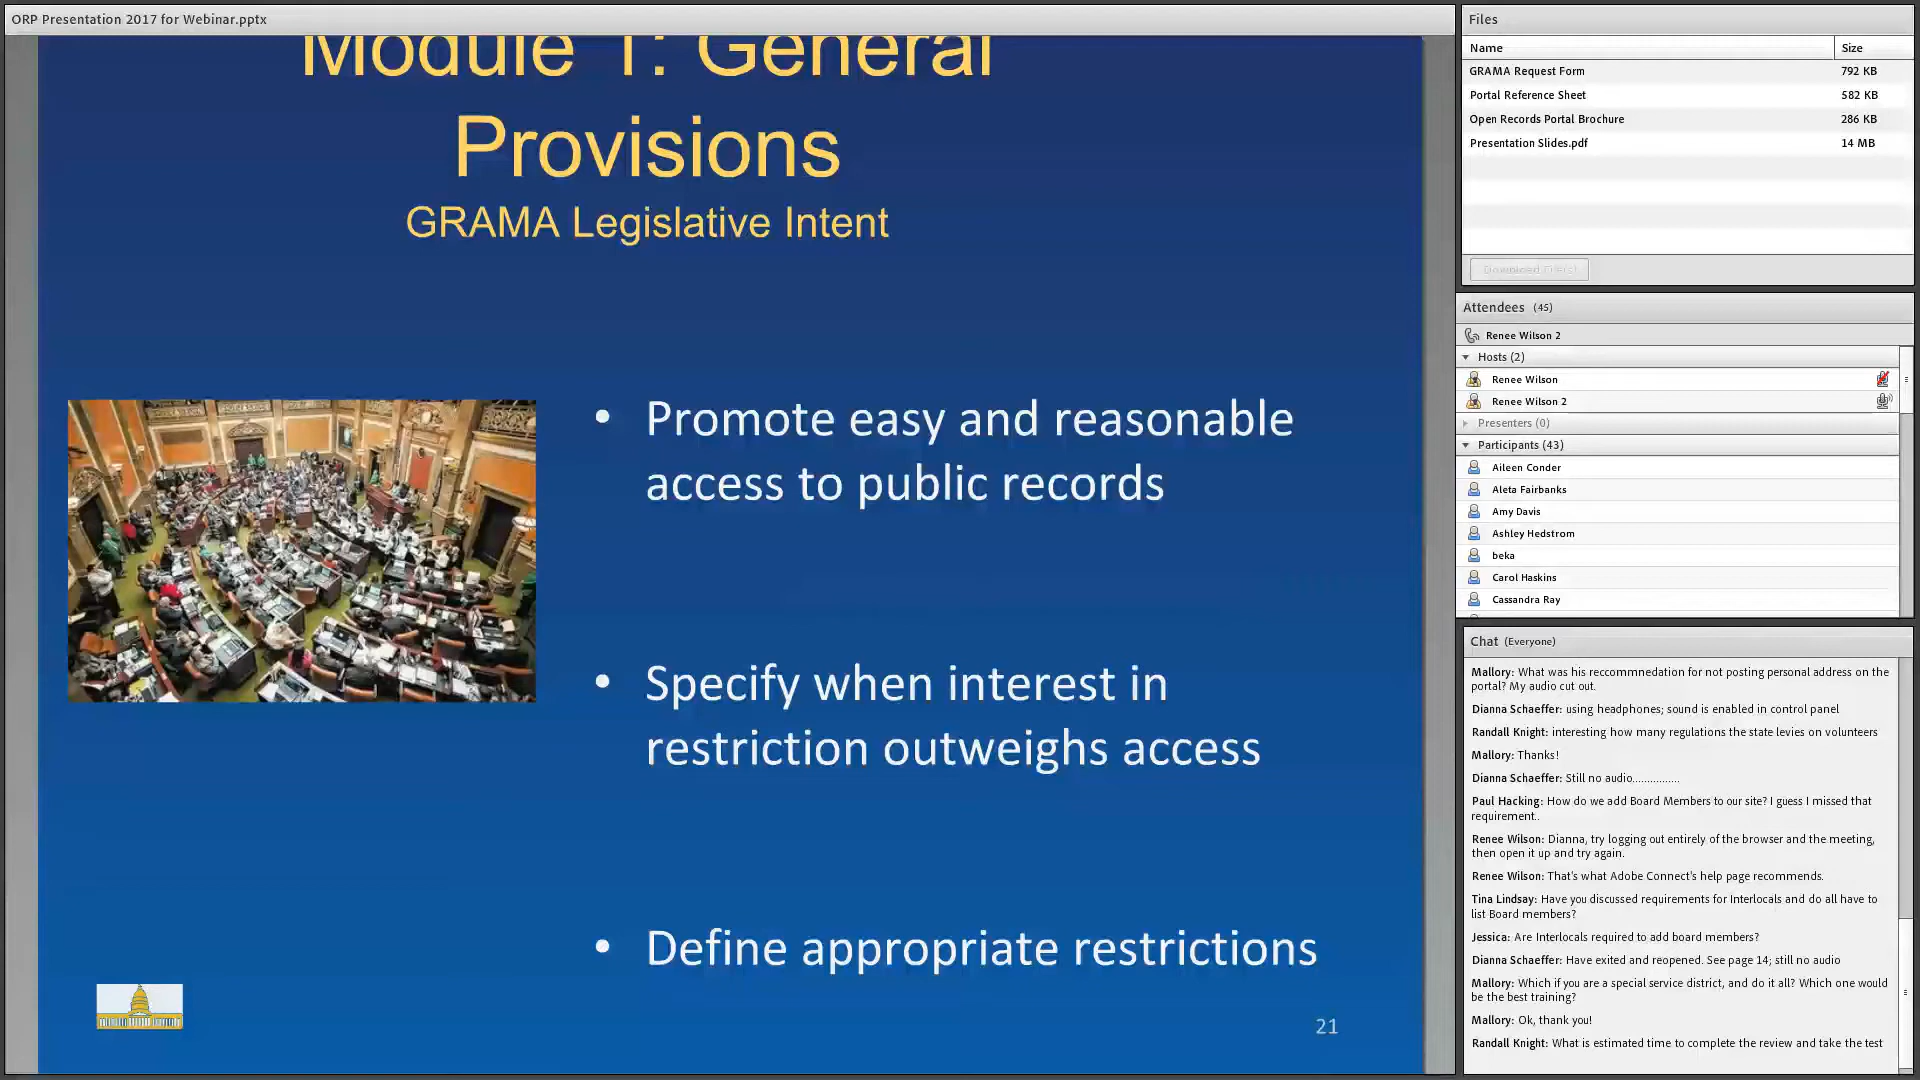 ORP Presentation 2017 for Webinar.pptx
Module 1: General
Provisions
GRAMA Legislative Intent
• Promote easy and reasonable
access to public records
• Specify when interest in
restriction outweighs access
• Define appropriate restrictions
21
Files
Name Size
GRAMA Request Form 792 KB
Portal Reference Sheet 582 KB
Open Records Portal Brochure 286 KB
Presentation Slides.pdf 14 MB
Download File(s)
Attendees (45)
Renee Wilson 2
Hosts (2)
Renee Wilson
Renee Wilson 2
Presenters (0)
Participants (43)
Aileen Conder
Aleta Fairbanks
Amy Davis
Ashley Hedstrom
beka
Carol Haskins
Cassandra Ray
Chat (Everyone)
Mallory: What was his reccommnedation for not posting personal address on the
portal? My audio cut out.
Dianna Schaeffer: using headphones; sound is enabled in control panel
Randall Knight: interesting how many regulations the state levies on volunteers
Mallory: Thanks!
Dianna Schaeffer: Still no audio................
Paul Hacking: How do we add Board Members to our site? I guess I missed that
requirement..
Renee Wilson: Dianna, try logging out entirely of the browser and the meeting,
then open it up and try again.
Renee Wilson: That's what Adobe Connect's help page recommends.
Tina Lindsay: Have you discussed requirements for Interlocals and do all have to
list Board members?
Jessica: Are Interlocals required to add board members?
Dianna Schaeffer: Have exited and reopened. See page 14; still no audio
Mallory: Which if you are a special service district, and do it all? Which one would
be the best training?
Mallory: Ok, thank you!
Randall Knight: What is estimated time to complete the review and take the test